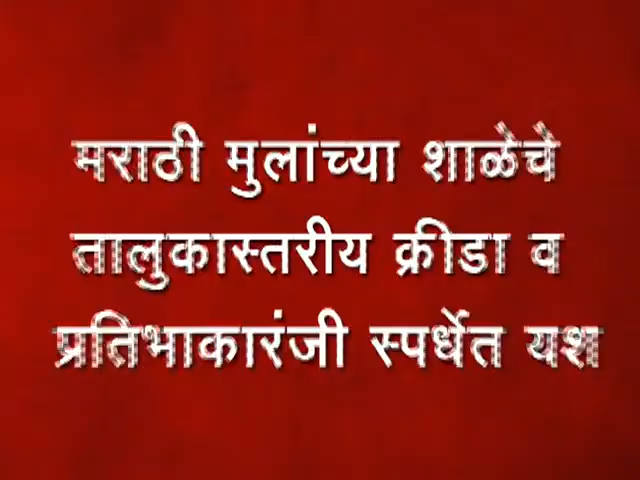 मराठी मुलांच्या शाळेचे
तालुकास्तरीय क्रीडा व
प्रतिभाकारंजी स्पर्धेत यश